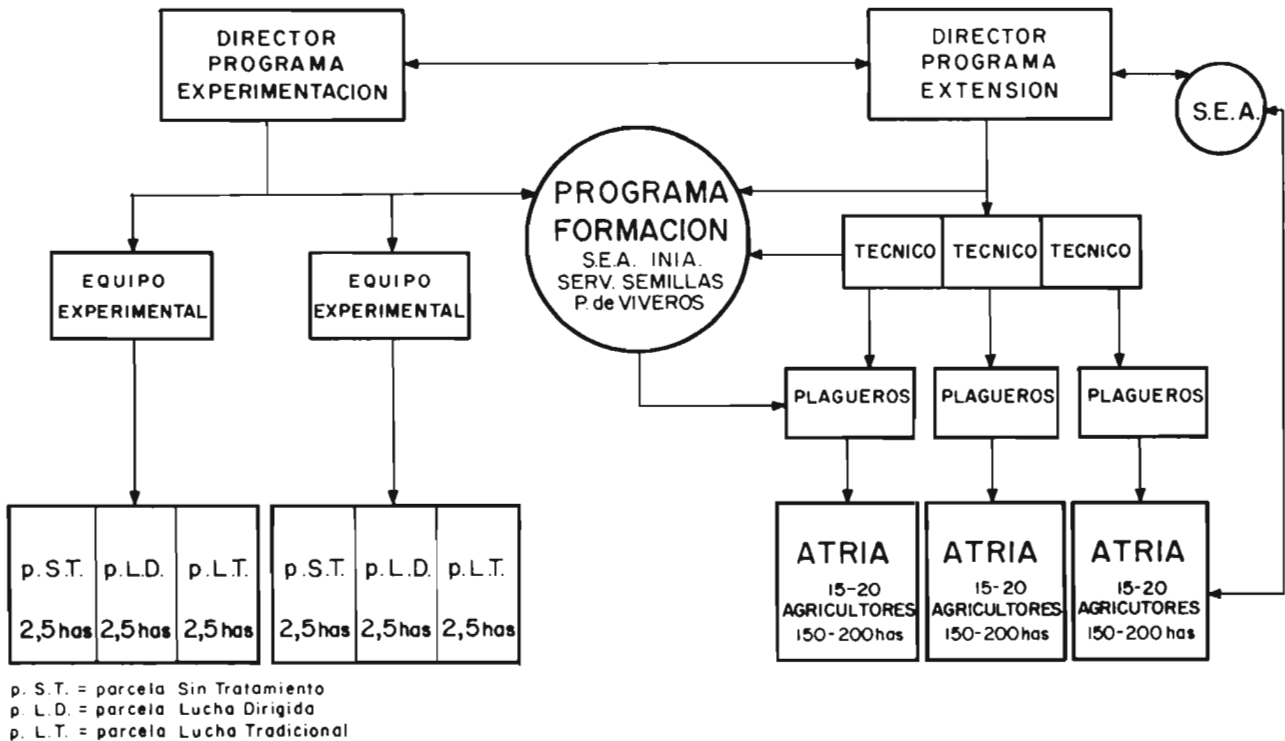 DIRECTOR
PROGRAMA
EXPERIMENTACION
DIRECTOR
PROGRAMA
EXTENSION
S.E.A.
PROGRAMA
FORMACION
S.E.A. INIA.
SERV. SEMILLAS
P. de VIVEROS
TECNICO
TECNICO
TECNICO
EQUIPO
EXPERIMENTAL
EQUIPO
EXPERIMENTAL
PLAGUEROS
PLAGUEROS
PLAGUEROS
p. S.T.
2,5 has
p. L.D.
2,5 has
p. L.T.
2,5 has
p. S.T.
2,5 has
p. L.D.
2,5 has
p. L.T.
2,5 has
ATRIA
15-20
AGRICULTORES
150-200 has
ATRIA
15-20
AGRICULTORES
150-200 has
ATRIA
15-20
AGRICUTORES
150-200 has
p. S.T. = parcela Sin Tratamiento
p. L.D. = parcela Lucha Dirigida
p. L.T. = parcela Lucha Tradicional